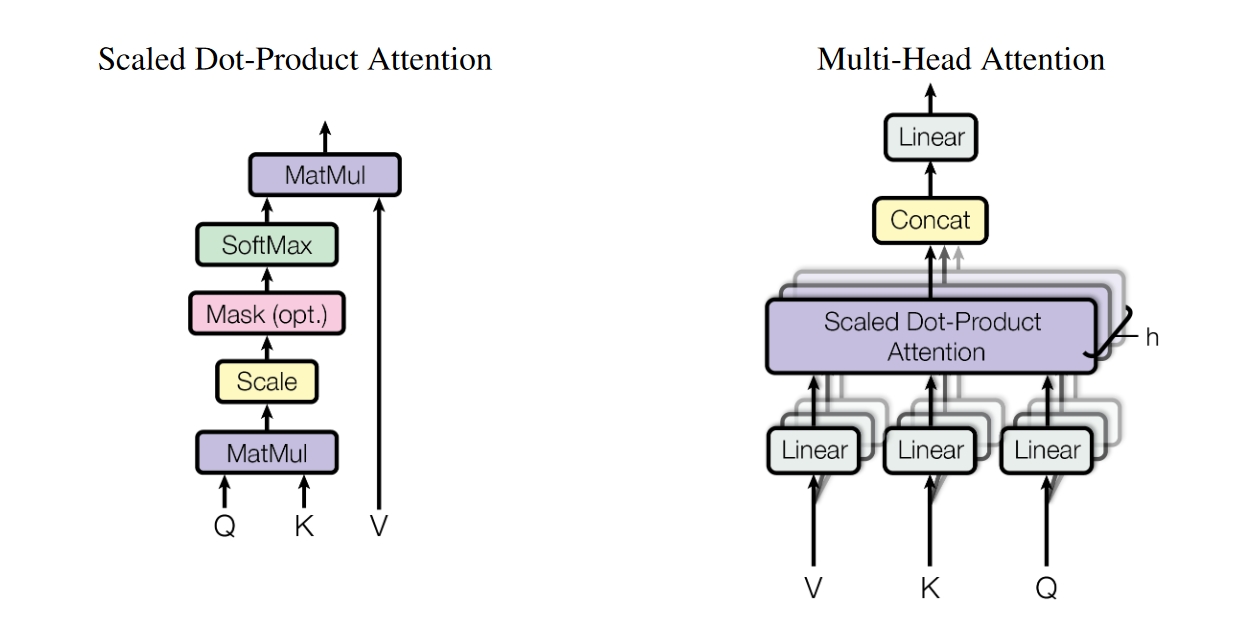 Scaled Dot-Product Attention
MatMul
SoftMax
Mask (opt.)
Scale
MatMul
Q K V
Multi-Head Attention
Linear
Concat
Scaled Dot-Product
Attention
h
Linear Linear Linear
V K Q